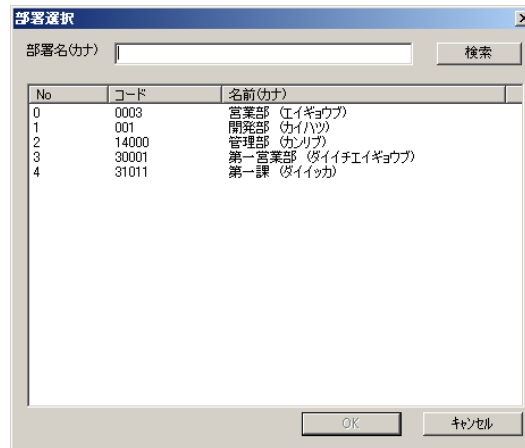 部署選択
部署名(カナ) 検索
No コード 名前(カナ)
0 0003 営業部 (エイギョウブ)
1 001 開発部 (カイハツ)
2 14000 管理部 (カンリブ)
3 30001 第一営業部 (ダイイチエイギョウブ)
4 31011 第一課 (ダイイッカ)
OK キャンセル